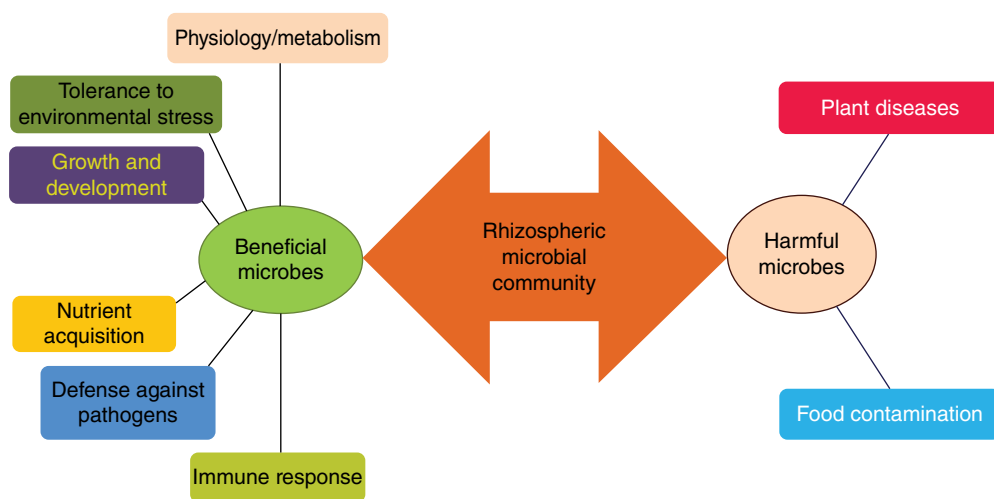 Physiology/metabolism
Tolerance to
environmental stress
Growth and
development
Beneficial
microbes
Nutrient
acquisition
Defense against
pathogens
Immune response
Rhizospheric
microbial
community
Plant diseases
Harmful
microbes
Food contamination